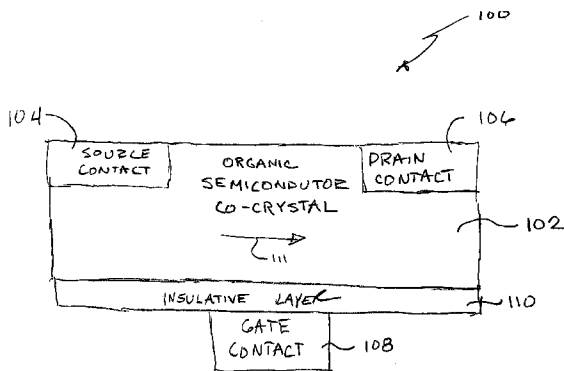 100
104
106
SOURCE
CONTACT
ORGANIC
SEMICONDUTOR
CO-CRYSTAL
DRAIN
CONTACT
102
111
INSULATIVE LAYER
110
GATE
CONTACT
108